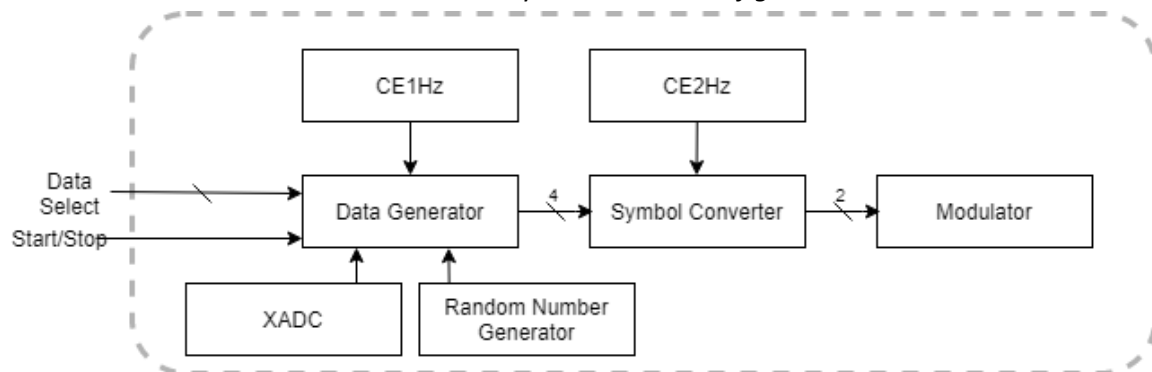 CE1Hz
CE2Hz
Data
Select
Start/Stop
Data Generator
4
Symbol Converter
2
Modulator
XADC
Random Number
Generator